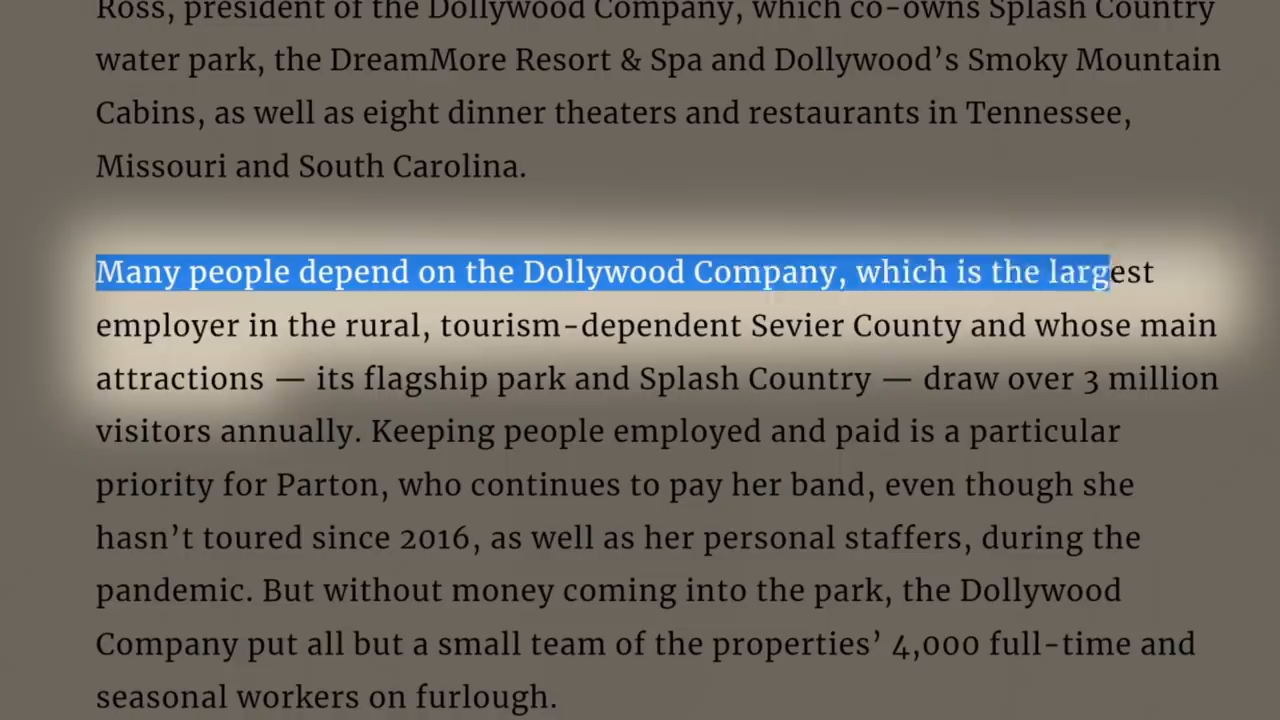 Ross, president of the Dollywood Company, which co-owns Splash Country
water park, the DreamMore Resort & Spa and Dollywood’s Smoky Mountain
Cabins, as well as eight dinner theaters and restaurants in Tennessee,
Missouri and South Carolina.
Many people depend on the Dollywood Company, which is the largest
employer in the rural, tourism-dependent Sevier County and whose main
attractions — its flagship park and Splash Country — draw over 3 million
visitors annually. Keeping people employed and paid is a particular
priority for Parton, who continues to pay her band, even though she
hasn’t toured since 2016, as well as her personal staffers, during the
pandemic. But without money coming into the park, the Dollywood
Company put all but a small team of the properties’ 4,000 full-time and
seasonal workers on furlough.